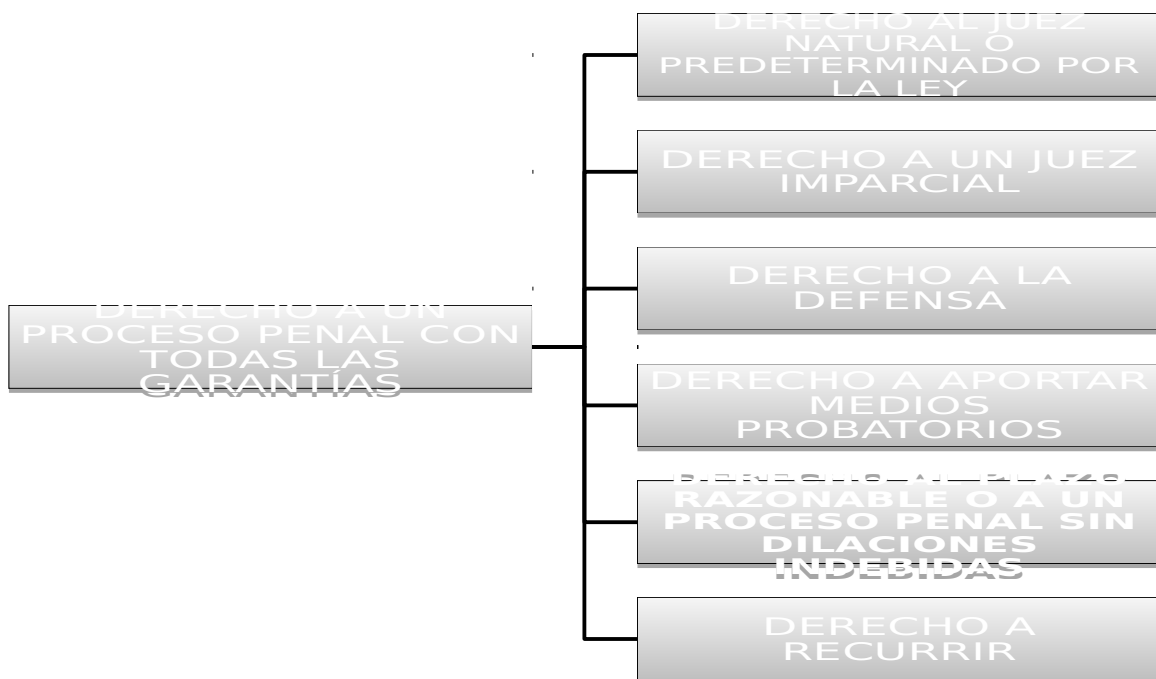 DERECHO AL JUEZ
NATURAL O
PREDETERMINADO POR
LA LEY
DERECHO A UN JUEZ
IMPARCIAL
DERECHO A LA
DEFENSA
DERECHO A UN
PROCESO PENAL CON
TODAS LAS
GARANTÍAS
DERECHO A APORTAR
MEDIOS
PROBATORIOS
DERECHO AL PLAZO
RAZONABLE O A UN
PROCESO PENAL SIN
DILACIONES
INDEBIDAS
DERECHO A
RECURRIR